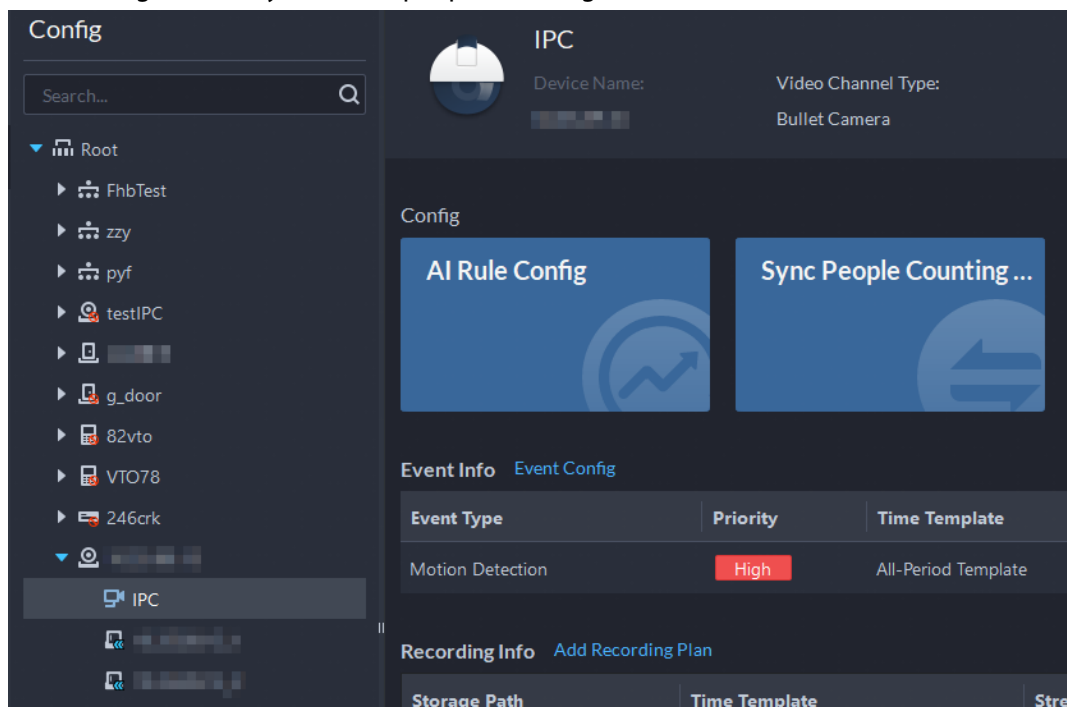 Config
Search...
Root
FhbTest
zzy
pyf
testIPC
g_door
82vto
VTO78
246crk
IPC
IPC
Device Name:
Video Channel Type:
Bullet Camera
Config
AI Rule Config
Sync People Counting ...
Event Info Event Config
Event Type Priority Time Template
Motion Detection High All-Period Template
Recording Info Add Recording Plan
Storage Path Time Template Stre